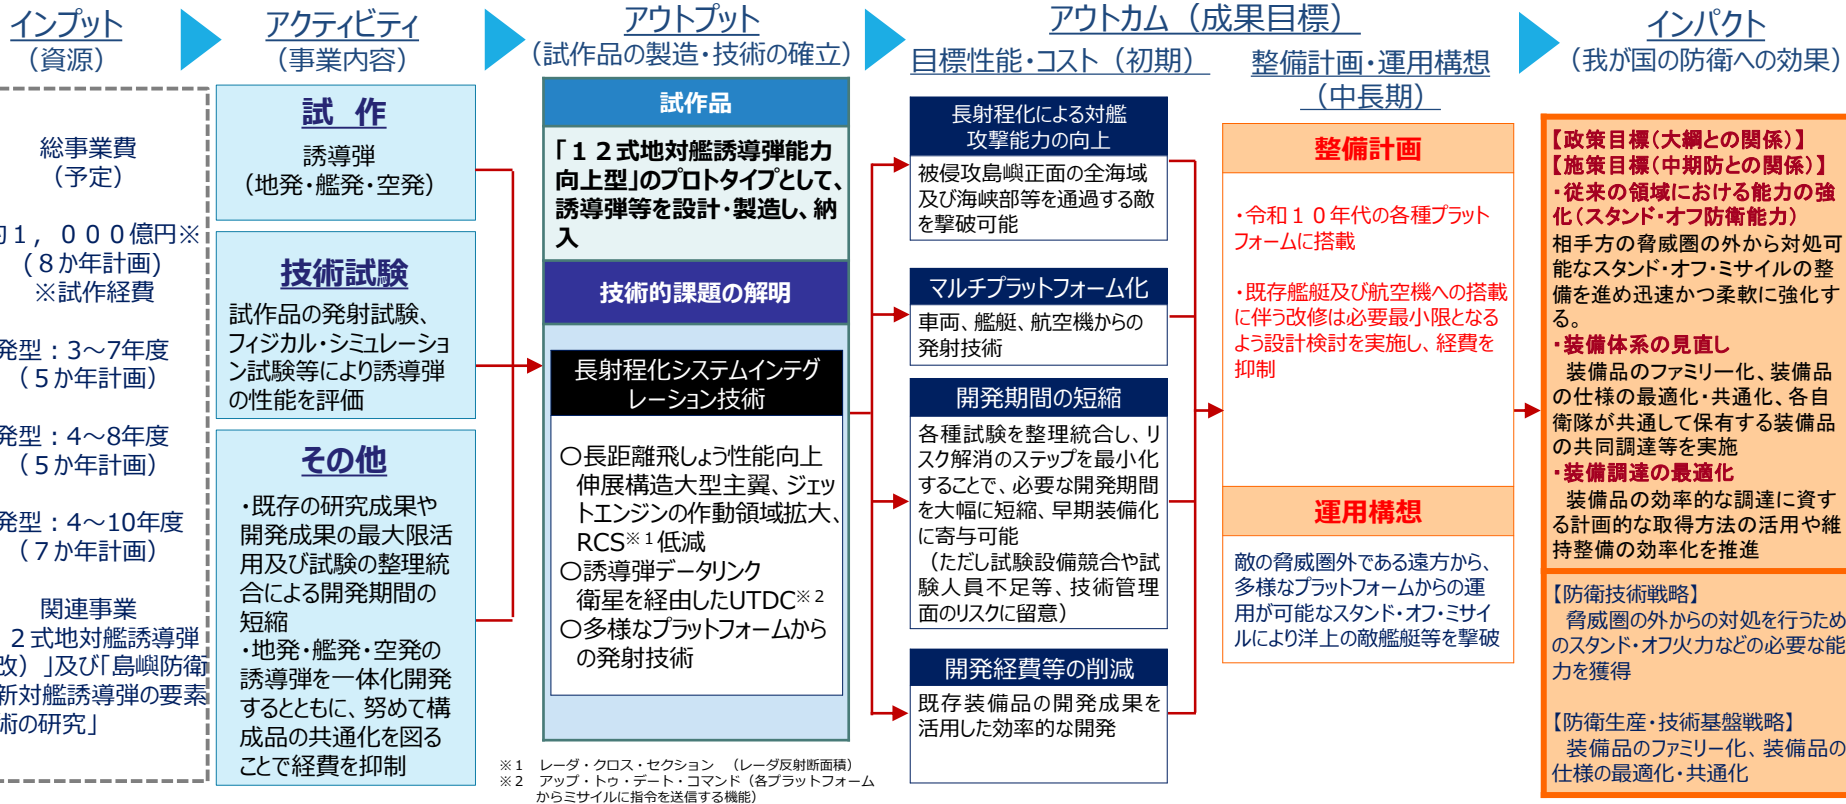 インプット
（資源）
アクティビティ
（事業内容）
アウトプット
（試作品の製造・技術の確立）
アウトカム（成果目標）
目標性能・コスト（初期）
整備計画・運用構想
（中長期）
インパクト
（我が国の防衛への効果）
総事業費
（予定）
１，０００億円※
(８か年計画)
※試作経費
発型：3～7年度
（５か年計画）
発型：4～8年度
（５か年計画）
発型：4～10年度
（７か年計画）
関連事業
２式地対艦誘導弾
改）」及び「島嶼防衛
新対艦誘導弾の要素
術の研究」
試 作
誘導弾
（地発・艦発・空発）
技術試験
試作品の発射試験、
フィジカル・シミュレーショ
ン試験等により誘導弾
の性能を評価
その他
・既存の研究成果や
開発成果の最大限活
用及び試験の整理統
合による開発期間の
短縮
・地発・艦発・空発の
誘導弾を一体化開発
するとともに、努めて構
成品の共通化を図る
ことで経費を抑制
試作品
「１２式地対艦誘導弾能力
向上型」のプロトタイプとして、
誘導弾等を設計・製造し、納
入
技術的課題の解明
長射程化システムインテグ
レーション技術
〇長距離飛しょう性能向上
伸展構造大型主翼、ジェッ
トエンジンの作動領域拡大、
RCS※1低減
〇誘導弾データリンク
衛星を経由したUTDC※２
〇多様なプラットフォームから
の発射技術
※１　レーダ・クロス・セクション　（レーダ反射断面積）
※２　アップ・トゥ・デート・コマンド（各プラットフォーム
からミサイルに指令を送信する機能）
長射程化による対艦
攻撃能力の向上
被侵攻島嶼正面の全海域
及び海峡部等を通過する敵
を撃破可能
マルチプラットフォーム化
車両、艦艇、航空機からの
発射技術
開発期間の短縮
各種試験を整理統合し、リ
スク解消のステップを最小化
することで、必要な開発期間
を大幅に短縮、早期装備化
に寄与可能
（ただし試験設備競合や試
験人員不足等、技術管理
面のリスクに留意）
開発経費等の削減
既存装備品の開発成果を
活用した効率的な開発
整備計画
・令和１０年代の各種プラット
フォームに搭載
・既存艦艇及び航空機への搭載
に伴う改修は必要最小限となる
よう設計検討を実施し、経費を
抑制
運用構想
敵の脅威圏外である遠方から、
多様なプラットフォームからの運
用が可能なスタンド・オフ・ミサイ
ルにより洋上の敵艦艇等を撃破
【政策目標（大綱との関係）】
【施策目標（中期防との関係）】
・従来の領域における能力の強
化（スタンド・オフ防衛能力）
相手方の脅威圏の外から対処可
能なスタンド・オフ・ミサイルの整
備を進め迅速かつ柔軟に強化す
る。
・装備体系の見直し
装備品のファミリー化、装備品
の仕様の最適化・共通化、各自
衛隊が共通して保有する装備品
の共同調達等を実施
・装備調達の最適化
装備品の効率的な調達に資す
る計画的な取得方法の活用や維
持整備の効率化を推進
【防衛技術戦略】
脅威圏の外からの対処を行うため
のスタンド・オフ火力などの必要な能
力を獲得
【防衛生産・技術基盤戦略】
装備品のファミリー化、装備品の
仕様の最適化・共通化